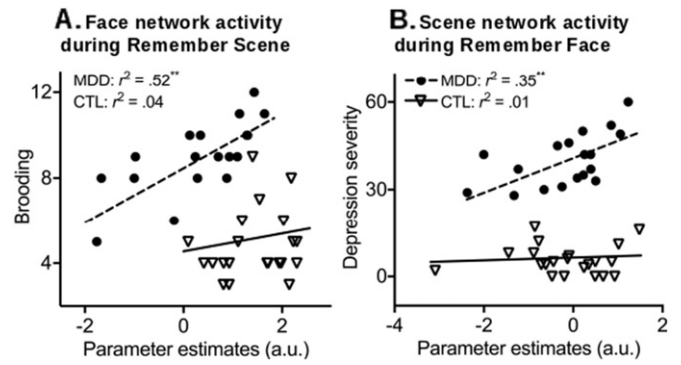 A. Face network activity
during Remember Scene
MDD: r² = .52**
CTL: r² = .04
12
8
4
Brooding
-2 0 2
Parameter estimates (a.u.)
B. Scene network activity
during Remember Face
MDD: r² = .35**
CTL: r² = .01
60
30
0
Depression severity
-4 -2 0 2
Parameter estimates (a.u.)